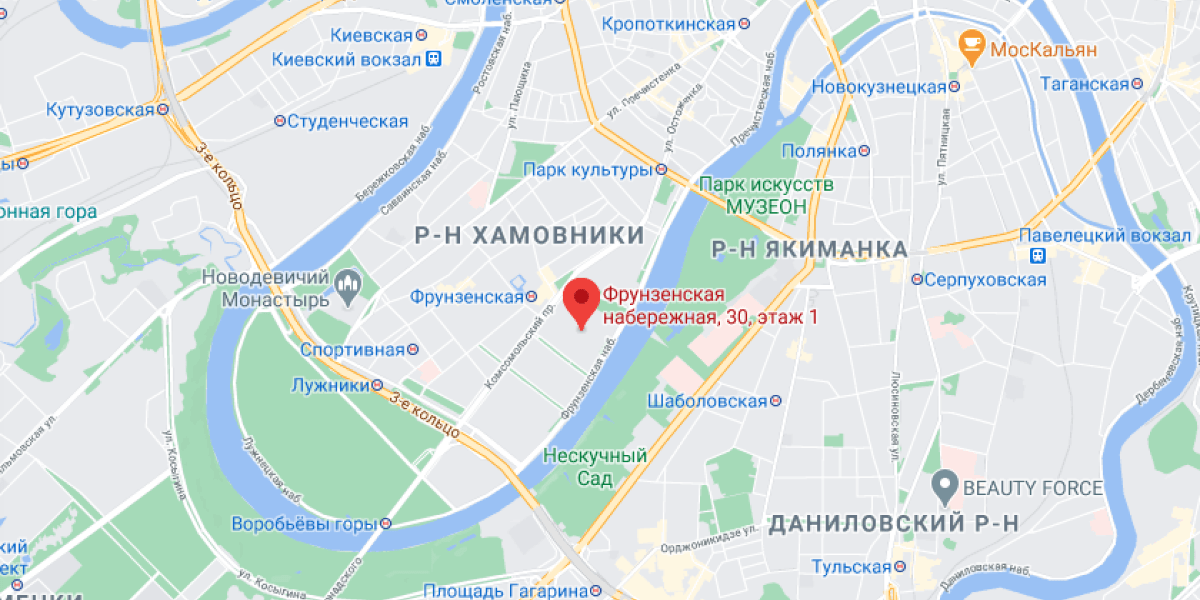 Смоленская
Кропоткинская
Киевская
Киевский вокзал
Ростовская наб.
МосКальян
Новокузнецкая
Таганская
Кутузовская
Студенческая
ул. Плющиха
ул. Пречистенка
ул. Остоженка
Пречистенская наб.
3-е кольцо
Бережковская наб.
Саввинская наб.
Парк культуры
Полянка
ул. Пятницкая
Парк искусств
МУЗЕОН
онная гора
Р-Н ХАМОВНИКИ
Р-Н ЯКИМАНКА
Павелецкий вокзал
Серпуховская
Новодевичий
Монастырь
Фрунзенская
Фрунзенская
набережная, 30, этаж 1
Комсомольский пр.
Фрунзенская наб.
Спортивная
Лужники
3-е кольцо
Шаболовская
Люсиновская ул.
Дербеневская наб.
ул. Косыгина
Лужнецкая наб.
Нескучный
Сад
BEAUTY FORCE
Воробьёвы горы
ДАНИЛОВСКИЙ Р-Н
Орджоникидзе ул.
Тульская
Даниловская наб.
ул. Косыгина
Площадь Гагарина